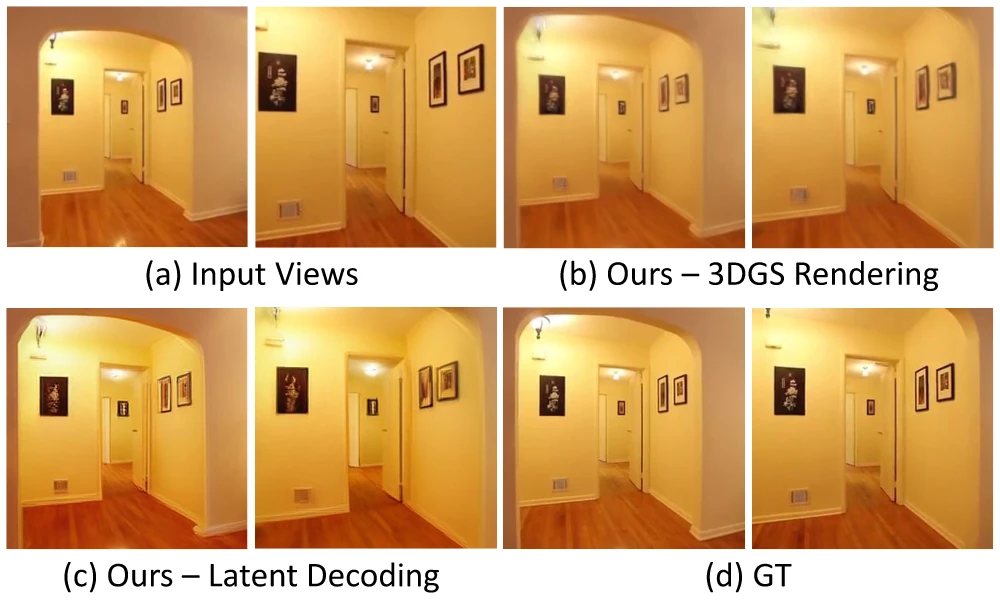 (a) Input Views
(b) Ours – 3DGS Rendering
(c) Ours – Latent Decoding
(d) GT